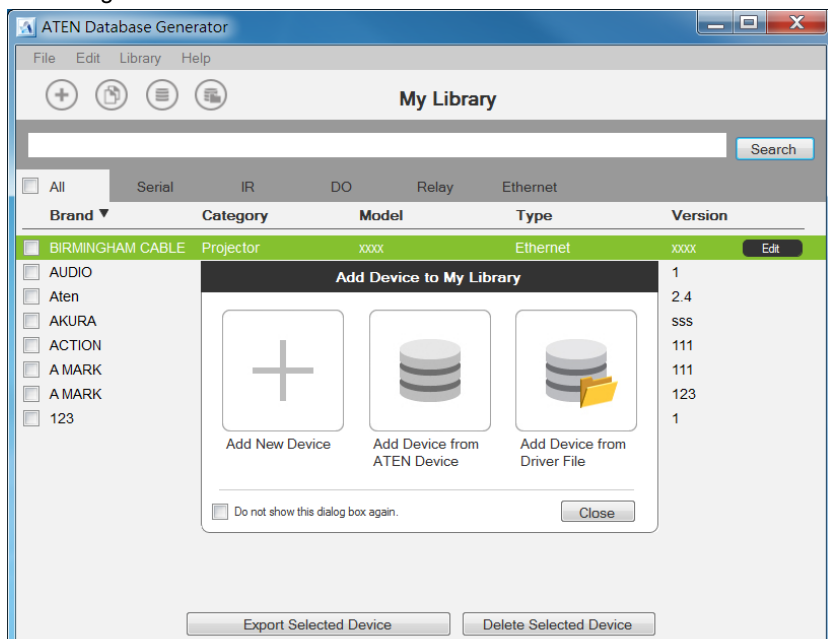 ATEN Database Generator
File Edit Library Help
My Library
Search
All Serial IR DO Relay Ethernet
Brand ▼ Category Model Type Version
BIRMINGHAM CABLE Projector xxxx Ethernet xxxx Edit
AUDIO 1
Aten 2.4
AKURA sss
ACTION 111
A MARK 111
A MARK 123
123 1
Add Device to My Library
Add New Device
Add Device from ATEN Device
Add Device from Driver File
Do not show this dialog box again.
Close
Export Selected Device Delete Selected Device